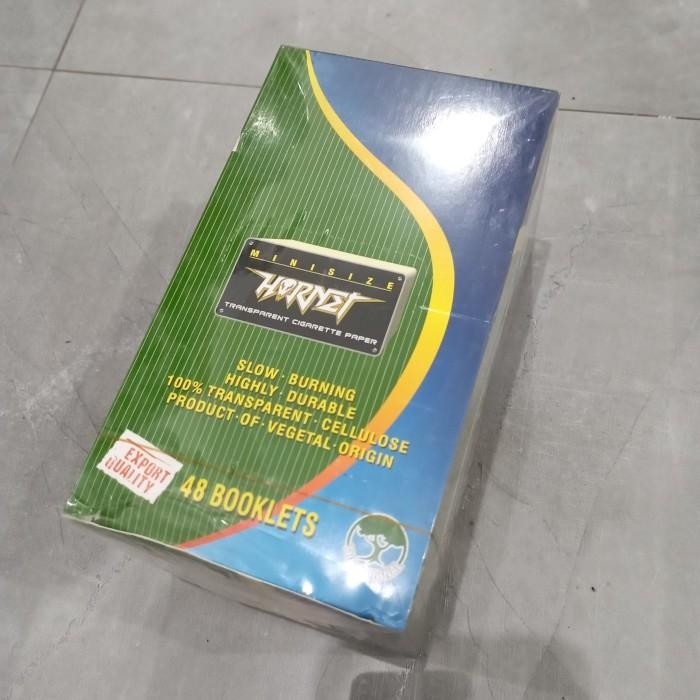 MINISIZE
HORNET
TRANSPARENT CIGARETTE PAPER
SLOW · BURNING
HIGHLY · DURABLE
100% TRANSPARENT · CELLULOSE
PRODUCT · OF · VEGETAL · ORIGIN
EXPORT
QUALITY
48 BOOKLETS